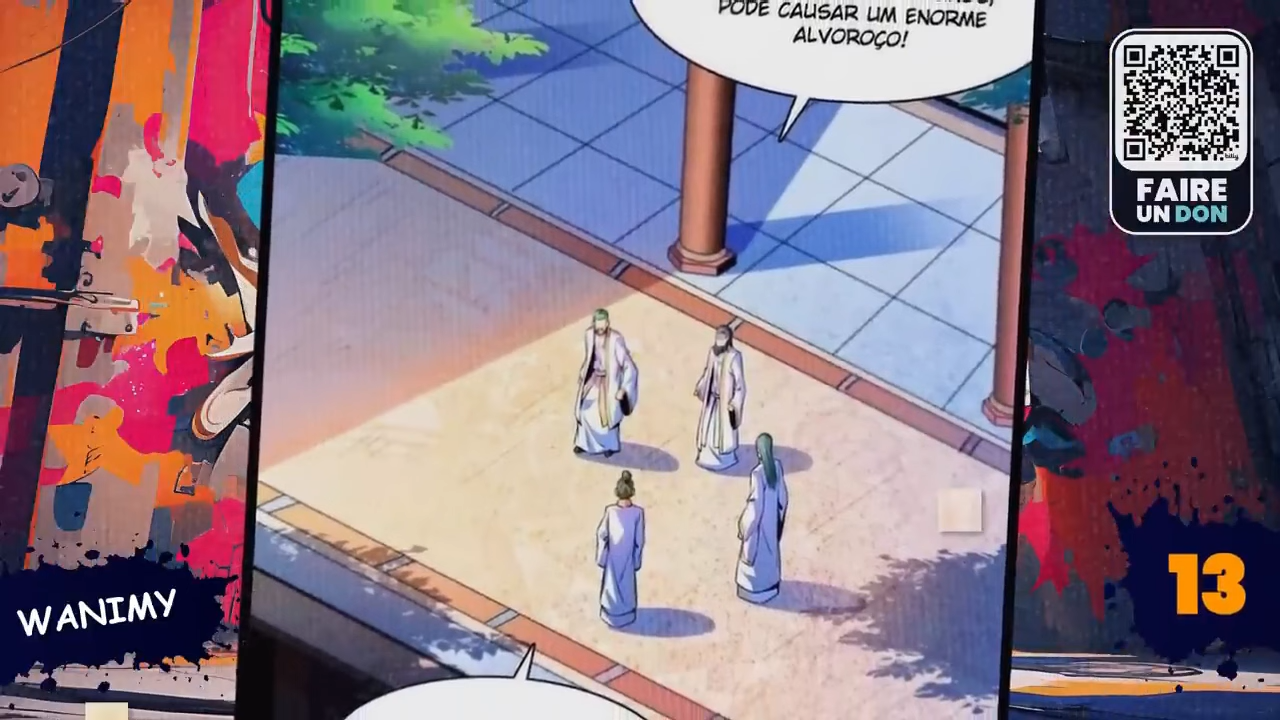 PODE CAUSAR UM ENORME
ALVOROÇO!
FAIRE
UN DON
WANIMY
13